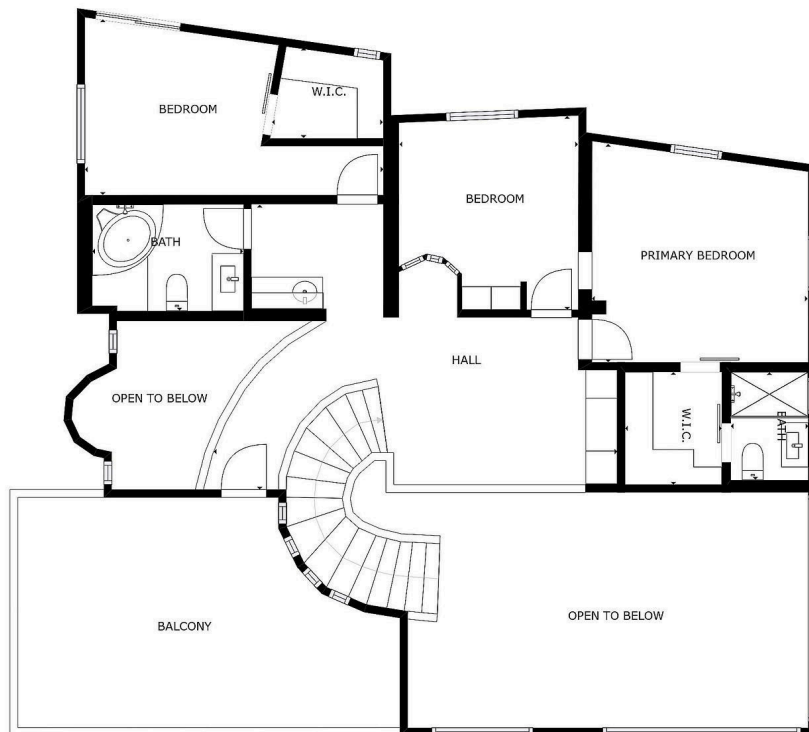 W.I.C.
BEDROOM
BEDROOM
BATH
PRIMARY BEDROOM
HALL
OPEN TO BELOW
W.I.C.
BATH
BALCONY
OPEN TO BELOW